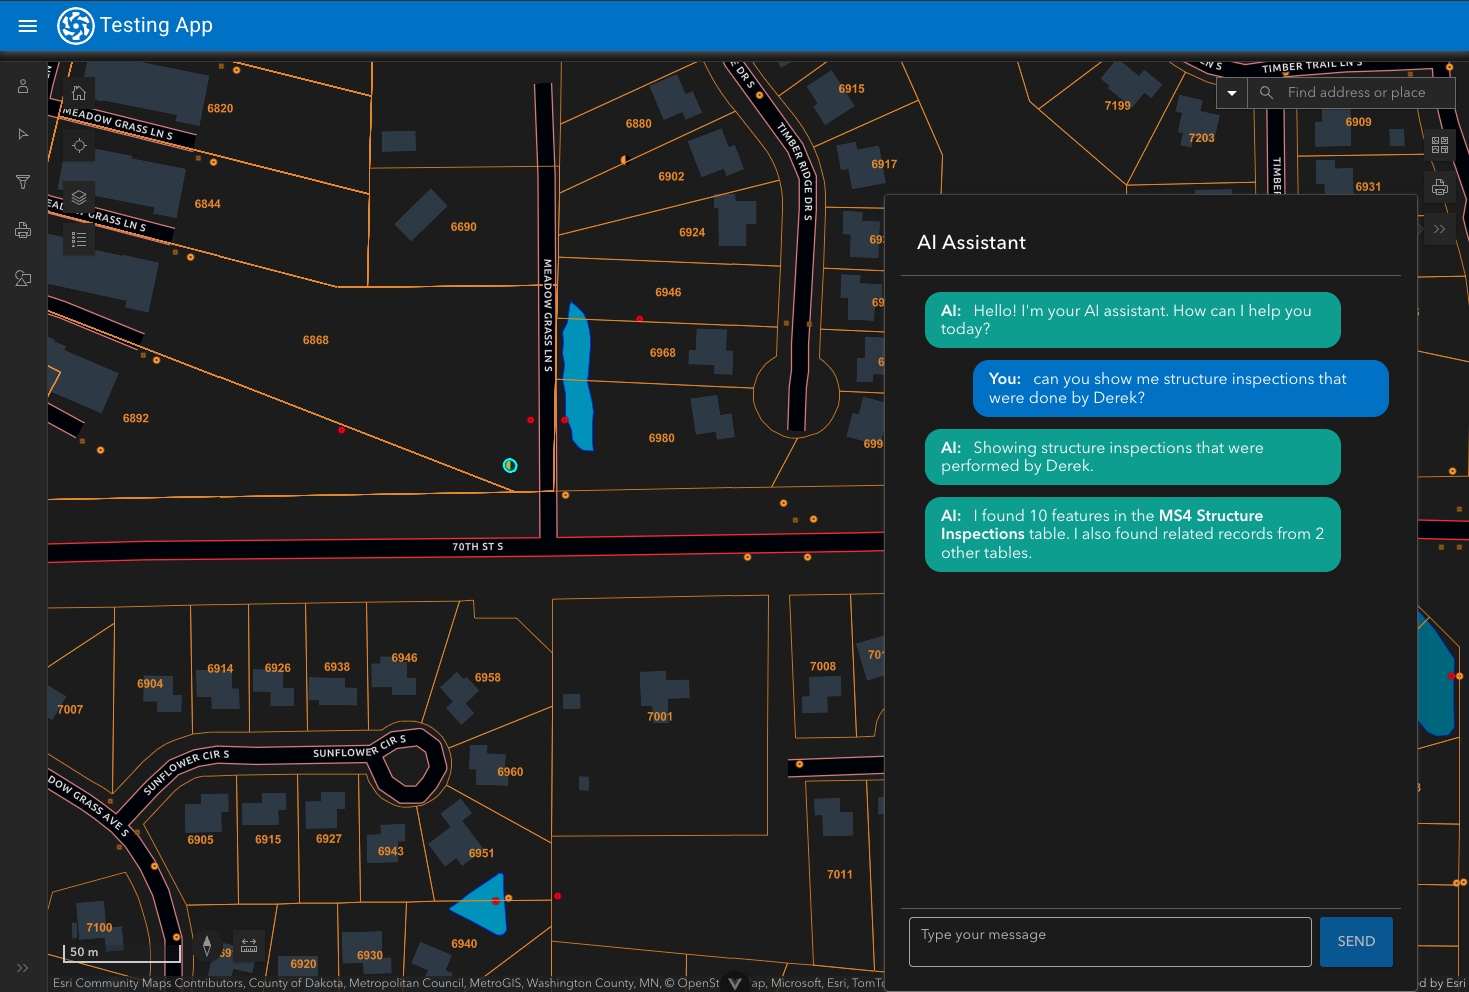 Testing App
6820
MEADOW GRASS LN S
6844
GRASS LN S
6690
6868
6892
MEADOW GRASS LN S
6880
6902
6924
6946
6968
6980
TIMBER RIDGE DR S
DR S
6915
6917
7199
7203
TIMBER TRAIL LN S
LN S
Find address or place
6909
6931
TIMBER
AI Assistant
AI: Hello! I'm your AI assistant. How can I help you
today?
You: can you show me structure inspections that
were done by Derek?
AI: Showing structure inspections that were
performed by Derek.
AI: I found 10 features in the MS4 Structure
Inspections table. I also found related records from 2
other tables.
70TH ST S
6904
6914
6926
6938
6946
6958
7007
7001
7008
SUNFLOWER CIR S
SUNFLOWER CIR S
6960
GRASS AVE S
6905
6915
6927
6943
6951
7011
7100
6920
6930
6940
50 m
Type your message
SEND
Esri Community Maps Contributors, County of Dakota, Metropolitan Council, MetroGIS, Washington County, MN, © OpenSt ap, Microsoft, Esri, TomTo
d by Esri